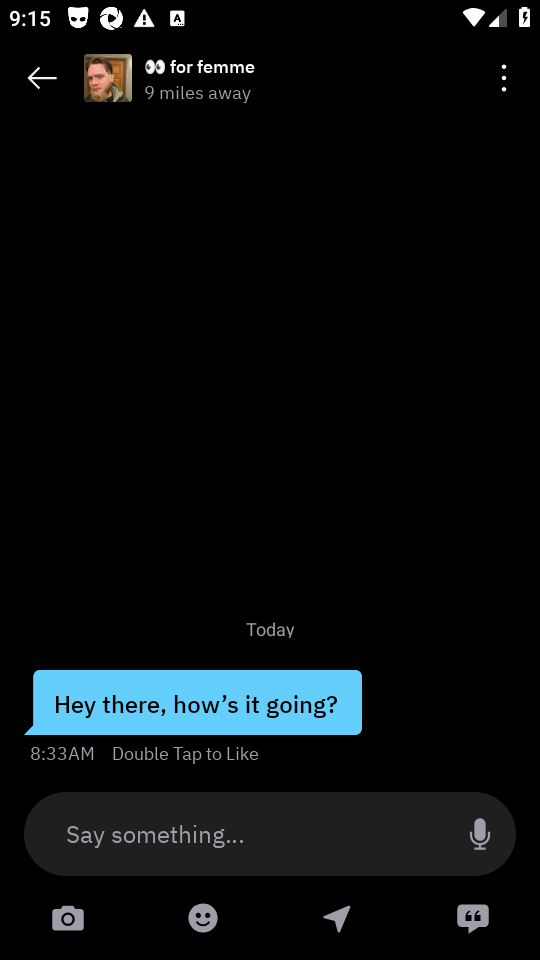 9:15
👀 for femme
9 miles away
Today
Hey there, how’s it going?
8:33AM Double Tap to Like
Say something...